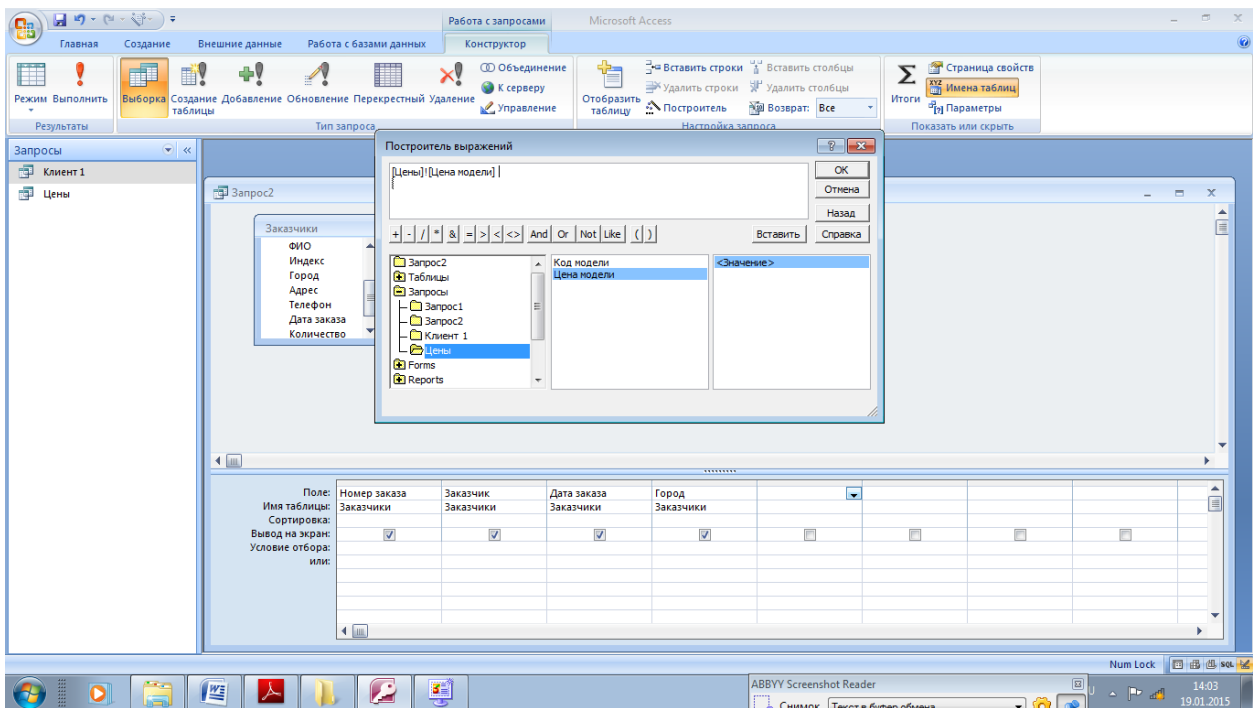 Работа с запросами
Microsoft Access
Главная Создание Внешние данные Работа с базами данных Конструктор
Режим Выполнить
Результаты
Выборка Создание таблицы Добавление Обновление Перекрестный Удаление
Объединение
К серверу
Управление
Тип запроса
Отобразить таблицу
Вставить строки
Удалить строки
Построитель
Вставить столбцы
Удалить столбцы
Возврат: Все
Настройка запроса
Итоги
Страница свойств
Имена таблиц
Параметры
Показать или скрыть
Запросы
Клиент 1
Цены
Запрос2
Заказчики
ФИО
Индекс
Город
Адрес
Телефон
Дата заказа
Количество
Построитель выражений
[Цены]![Цена модели]
OK
Отмена
Назад
+ - / * & = > < <> And Or Not Like ( )
Вставить
Справка
Запрос2
Таблицы
Запросы
Запрос1
Запрос2
Клиент 1
Цены
Forms
Reports
Код модели
Цена модели
<Значение>
Поле: Номер заказа Заказчик Дата заказа Город
Имя таблицы: Заказчики Заказчики Заказчики Заказчики
Сортировка:
Вывод на экран:
Условие отбора:
или:
Num Lock
SQL
ABBYY Screenshot Reader
Снимок Текст в буфер обмена
14:03
19.01.2015